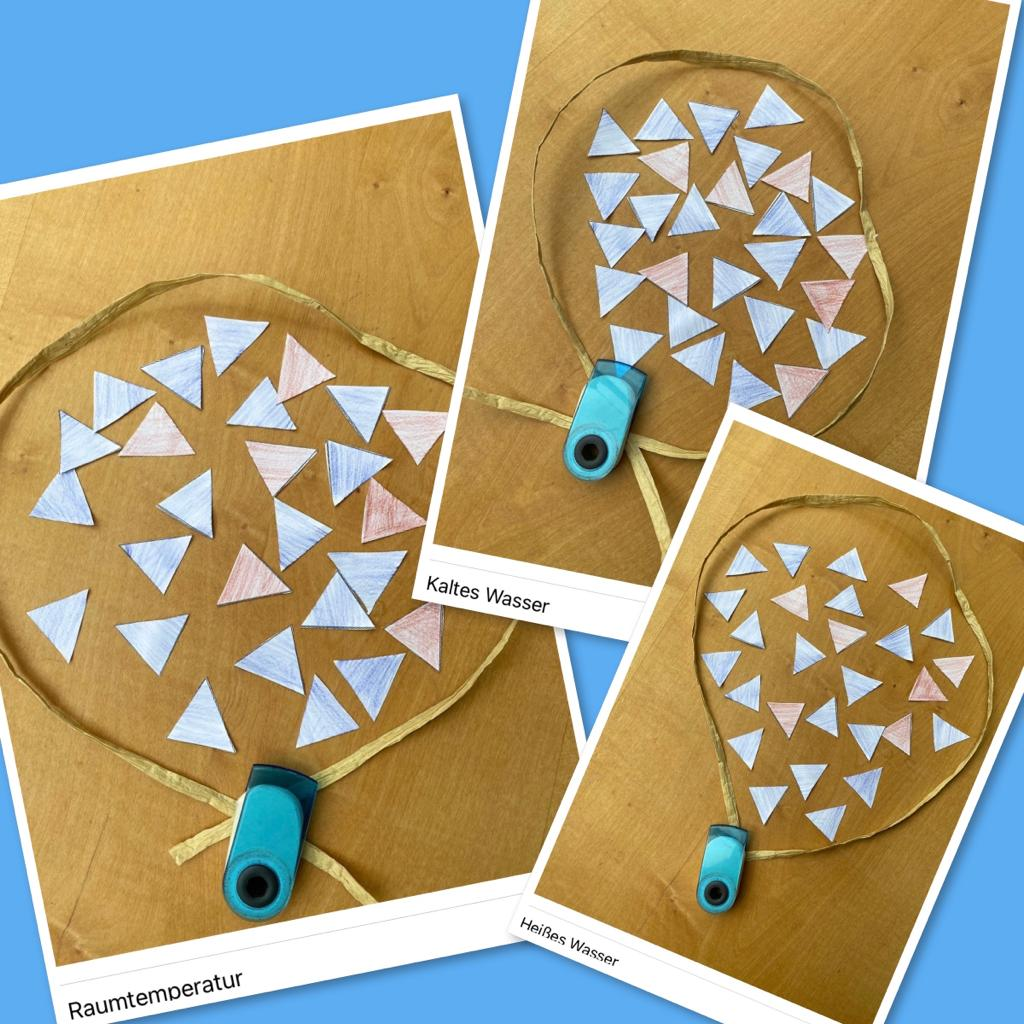 Kaltes Wasser
Heißes Wasser
Raumtemperatur